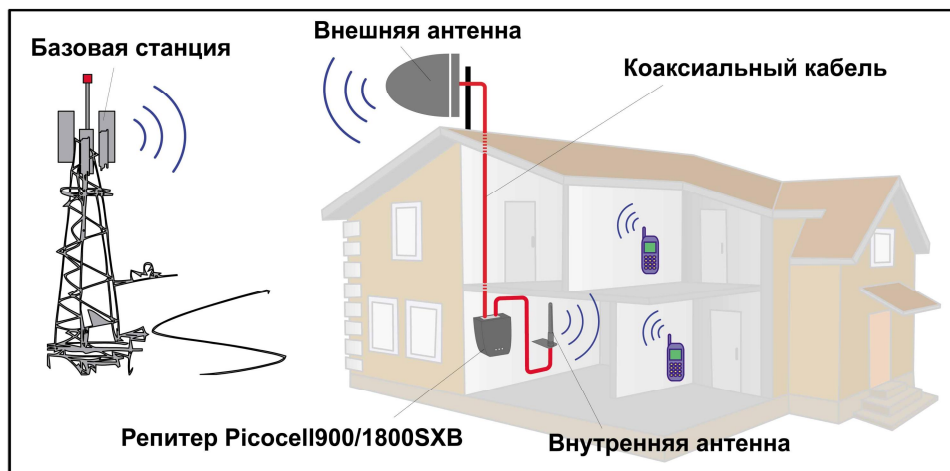 Базовая станция
Внешняя антенна
Коаксиальный кабель
Репитер Picocell900/1800SXB
Внутренняя антенна